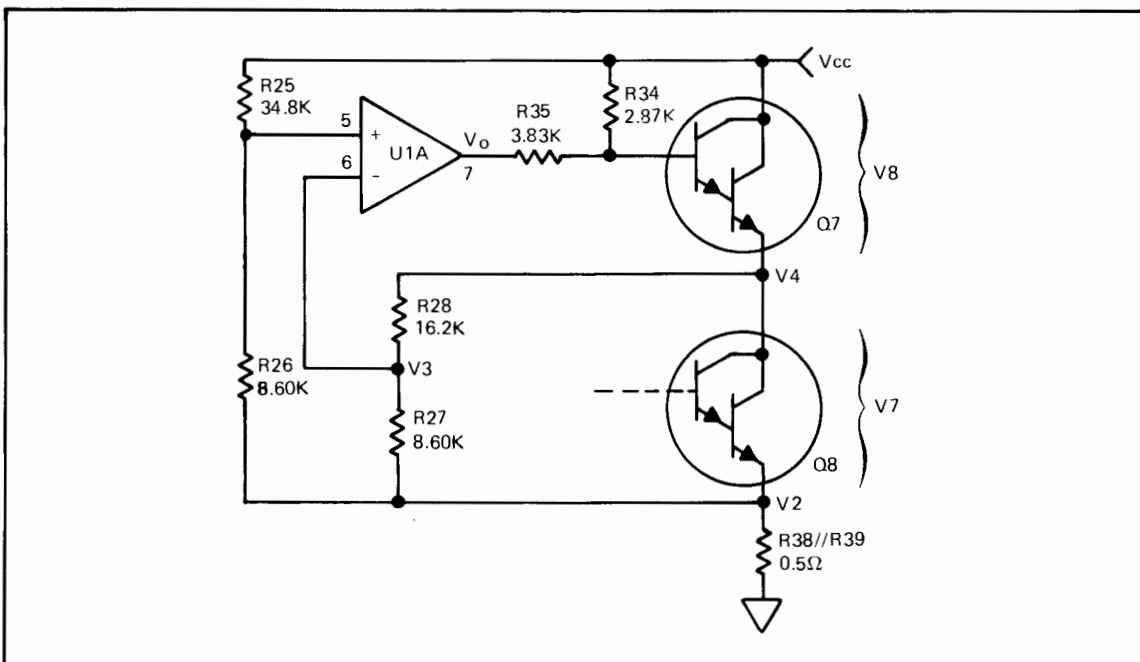 Vcc
R25
34.8K
R34
2.87K
R35
3.83K
5
+
6
-
U1A
Vo
7
V8
Q7
V4
R28
16.2K
R26
8.60K
V3
R27
8.60K
V7
Q8
V2
R38//R39
0.5Ω